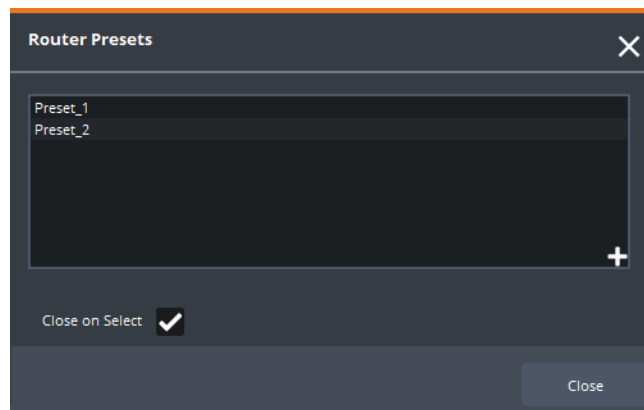 Router Presets
Preset_1
Preset_2
Close on Select
Close